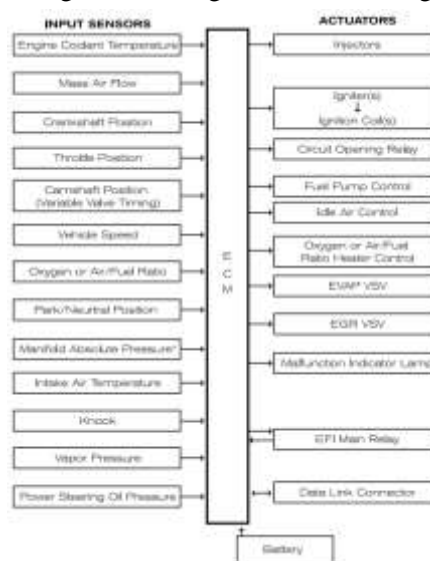 INPUT SENSORS
Engine Coolant Temperature
Mass Air Flow
Crankshaft Position
Throttle Position
Camshaft Position
(Variable Valve Timing)
Vehicle Speed
Oxygen or Air/Fuel Ratio
Park/Neutral Position
Manifold Absolute Pressure*
Intake Air Temperature
Knock
Vapor Pressure
Power Steering Oil Pressure
E
C
M
Battery
ACTUATORS
Injectors
Igniter(s)
Ignition Coil(s)
Circuit Opening Relay
Fuel Pump Control
Idle Air Control
Oxygen or Air/Fuel
Ratio Heater Control
EVAP VSV
EGR VSV
Malfunction Indicator Lamp
EFI Main Relay
Data Link Connector